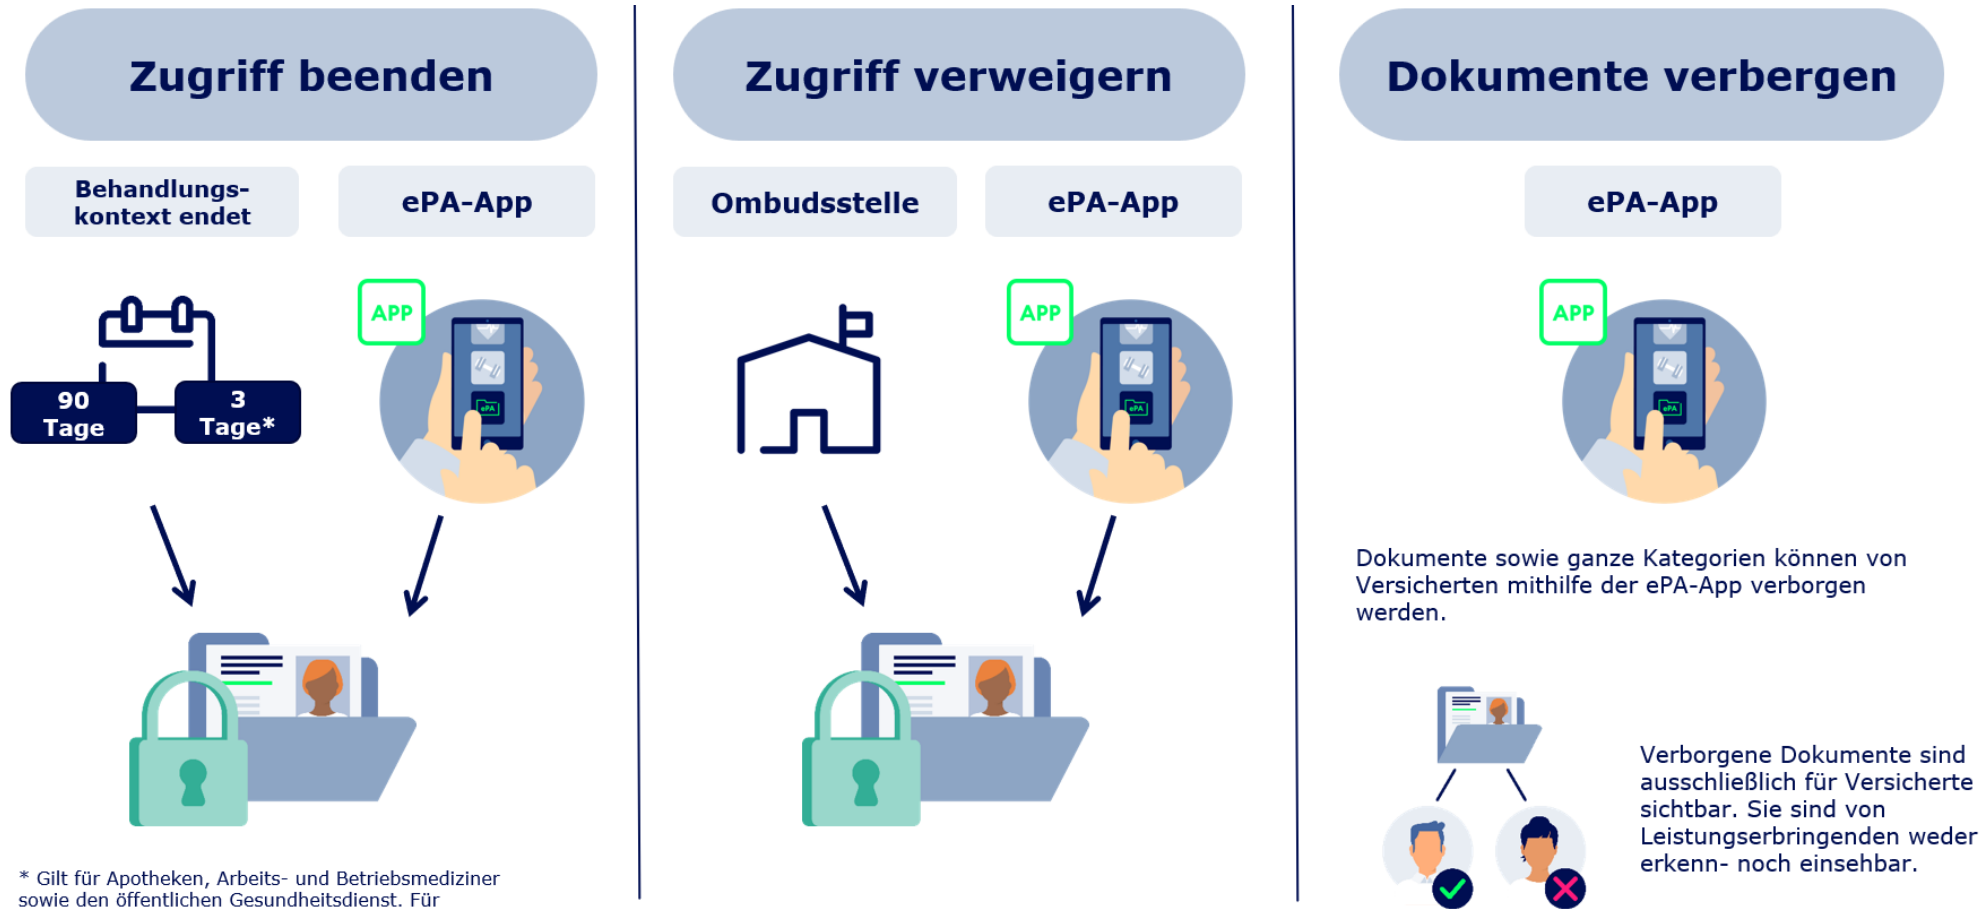 Zugriff beenden
Behandlungs-
kontext endet
ePA-App
APP
ePA
90
Tage
3
Tage*
* Gilt für Apotheken, Arbeits- und Betriebsmediziner
sowie den öffentlichen Gesundheitsdienst. Für
Zugriff verweigern
Ombudsstelle
ePA-App
APP
ePA
Dokumente verbergen
ePA-App
APP
ePA
Dokumente sowie ganze Kategorien können von
Versicherten mithilfe der ePA-App verborgen
werden.
Verborgene Dokumente sind
ausschließlich für Versicherte
sichtbar. Sie sind von
Leistungserbringenden weder
erkenn- noch einsehbar.